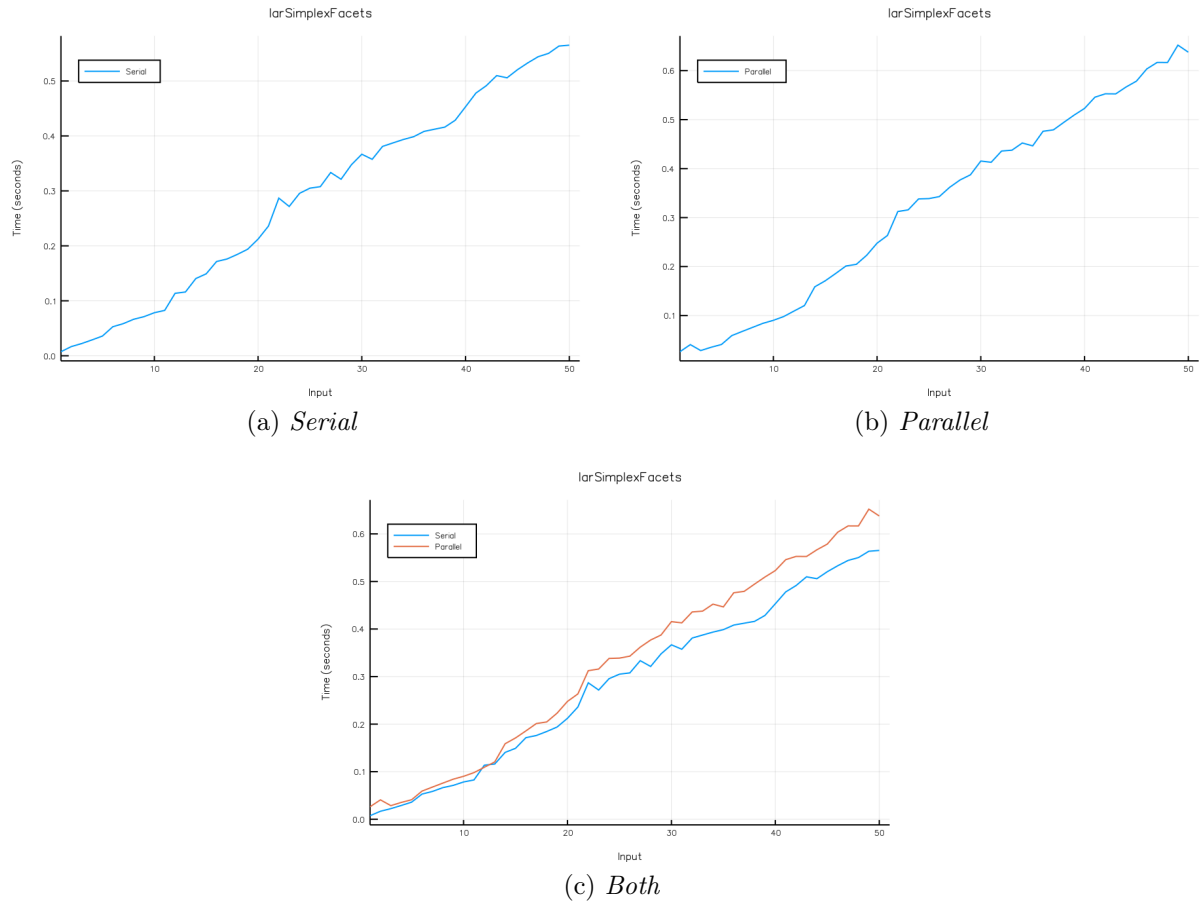 larSimplexFacets
Serial
0.5
0.4
0.3
0.2
0.1
0.0
Time (seconds)
10 20 30 40 50
Input
(a) Serial
larSimplexFacets
Parallel
0.6
0.5
0.4
0.3
0.2
0.1
Time (seconds)
10 20 30 40 50
Input
(b) Parallel
larSimplexFacets
Serial
Parallel
0.6
0.5
0.4
0.3
0.2
0.1
0.0
Time (seconds)
10 20 30 40 50
Input
(c) Both